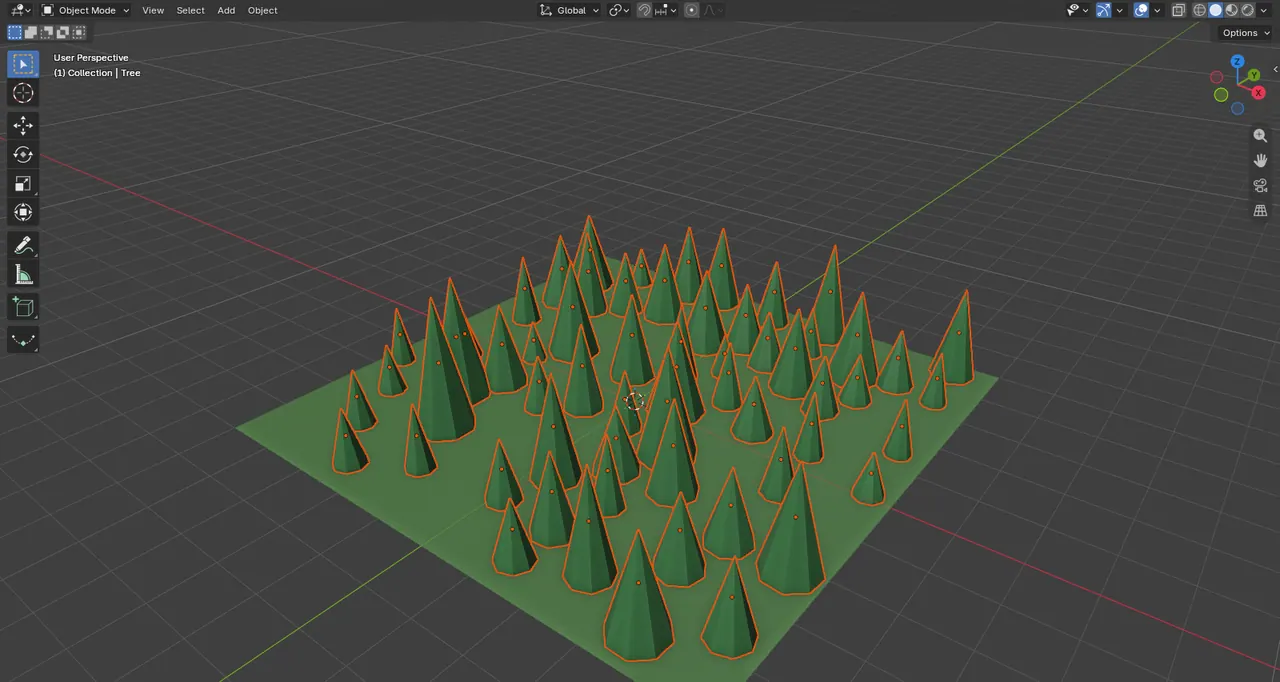 Object Mode View Select Add Object Global
Options
User Perspective
(1) Collection | Tree
Z
Y
X